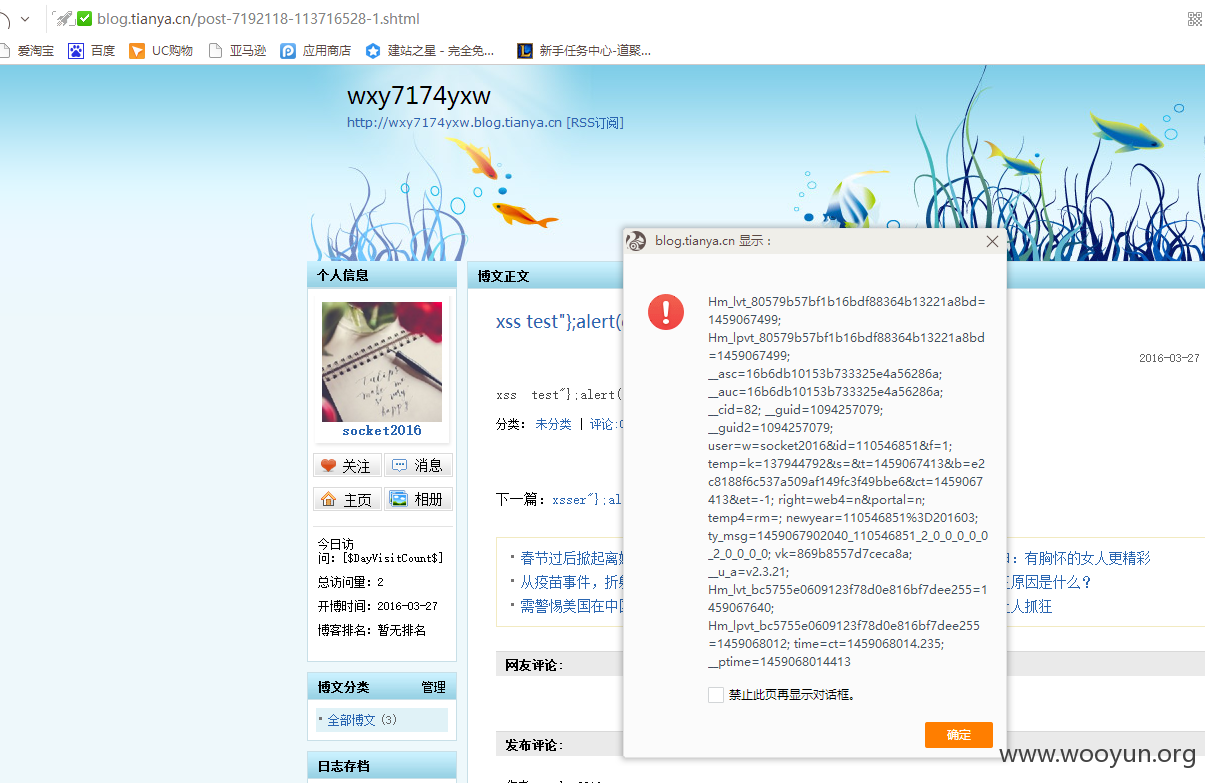 blog.tianya.cn/post-7192118-113716528-1.shtml
爱淘宝 百度 UC购物 亚马逊 应用商店 建站之星 - 完全免... 新手任务中心-道聚...
wxy7174yxw
http://wxy7174yxw.blog.tianya.cn [RSS订阅]
个人信息
socket2016
关注 消息
主页 相册
今日访
问：[$DayVisitCount$]
总访问量：2
开博时间：2016-03-27
博客排名：暂无排名
博文分类 管理
全部博文 (3)
日志存档
博文正文
xss test"};alert(
2016-03-27
xss test"};alert(
分类： 未分类 | 评论:
下一篇：xsser"};al
春节过后掀起离
：有胸怀的女人更精彩
从疫苗事件，折
原因是什么？
需警惕美国在中
人抓狂
网友评论：
发布评论：
blog.tianya.cn 显示：
Hm_lvt_80579b57bf1b16bdf88364b13221a8bd=
1459067499;
Hm_lpvt_80579b57bf1b16bdf88364b13221a8bd
=1459067499;
__asc=16b6db10153b733325e4a56286a;
__auc=16b6db10153b733325e4a56286a;
__cid=82; __guid=1094257079;
__guid2=1094257079;
user=w=socket2016&id=110546851&f=1;
temp=k=137944792&s=&t=1459067413&b=e2
c8188f6c537a509af149fc3f49bbe6&ct=1459067
413&et=-1; right=web4=n&portal=n;
temp4=rm=; newyear=110546851%3D201603;
ty_msg=1459067902040_110546851_2_0_0_0_0_0
_2_0_0_0_0; vk=869b8557d7ceca8a;
__u_a=v2.3.21;
Hm_lvt_bc5755e0609123f78d0e816bf7dee255=1
459067640;
Hm_lpvt_bc5755e0609123f78d0e816bf7dee255
=1459068012; time=ct=1459068014.235;
__ptime=1459068014413
禁止此页再显示对话框。
确定
www.wooyun.org